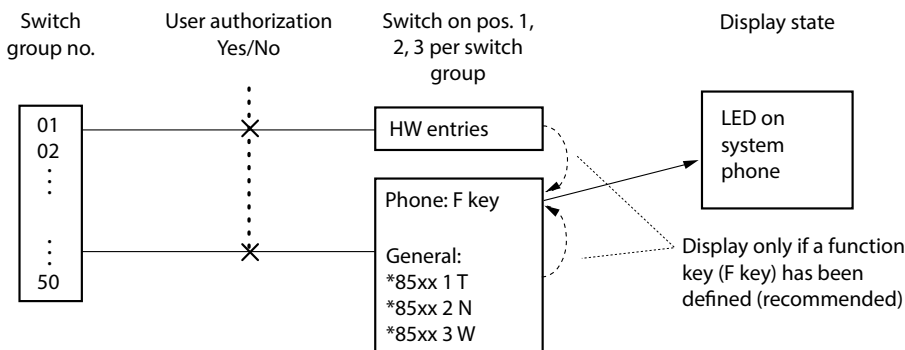 Switch
group no.
User authorization
Yes/No
Switch on pos. 1,
2, 3 per switch
group
Display state
01
02
50
HW entries
Phone: F key
General:
*85xx 1 T
*85xx 2 N
*85xx 3 W
LED on
system
phone
Display only if a function
key (F key) has been
defined (recommended)